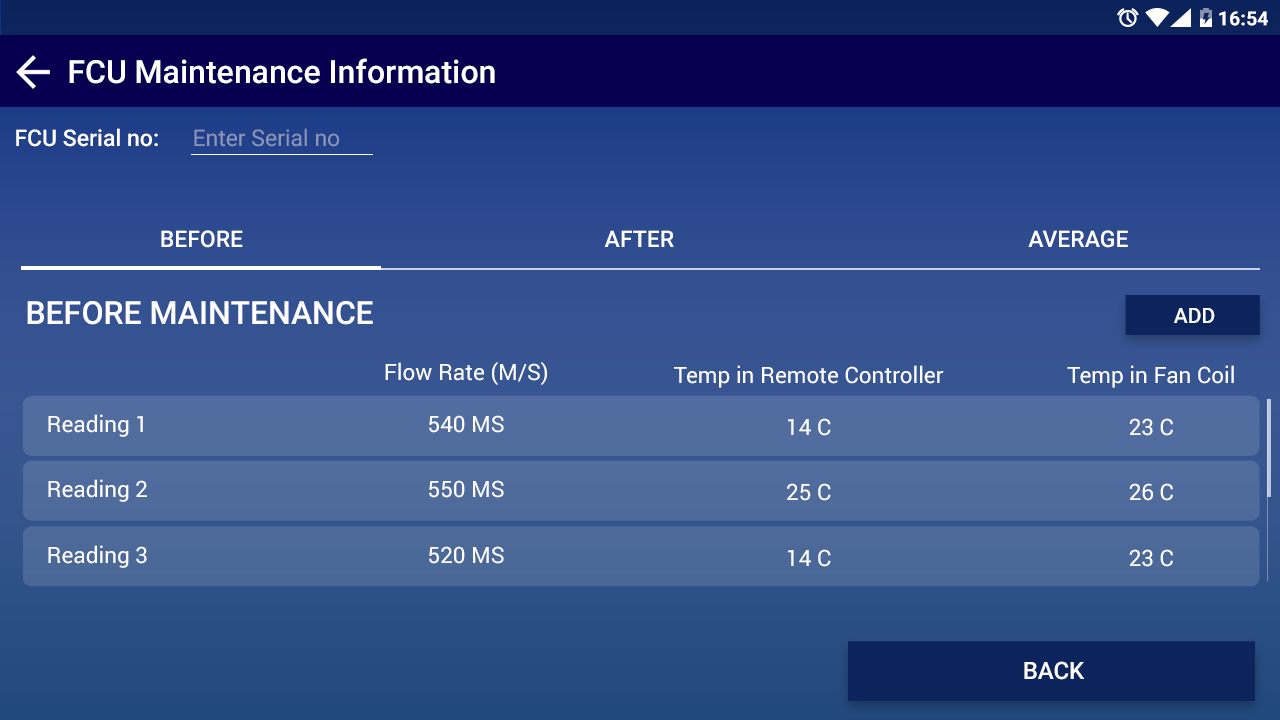 16:54
FCU Maintenance Information
FCU Serial no: Enter Serial no
BEFORE AFTER AVERAGE
BEFORE MAINTENANCE ADD
Flow Rate (M/S) Temp in Remote Controller Temp in Fan Coil
Reading 1 540 MS 14 C 23 C
Reading 2 550 MS 25 C 26 C
Reading 3 520 MS 14 C 23 C
BACK